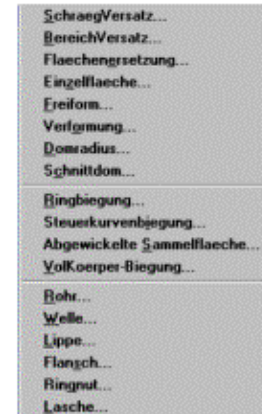 SchraegVersatz...
BereichVersatz...
Flaechenersetzung...
Einzelflaeche...
Freiform...
Verformung...
Domradius...
Schnittdom...
Ringbiegung...
Steuerkurvenbiegung...
Abgewickelte Sammelflaeche...
VolKoerper-Biegung...
Rohr...
Welle...
Lippe...
Flansch...
Ringnut...
Lasche...